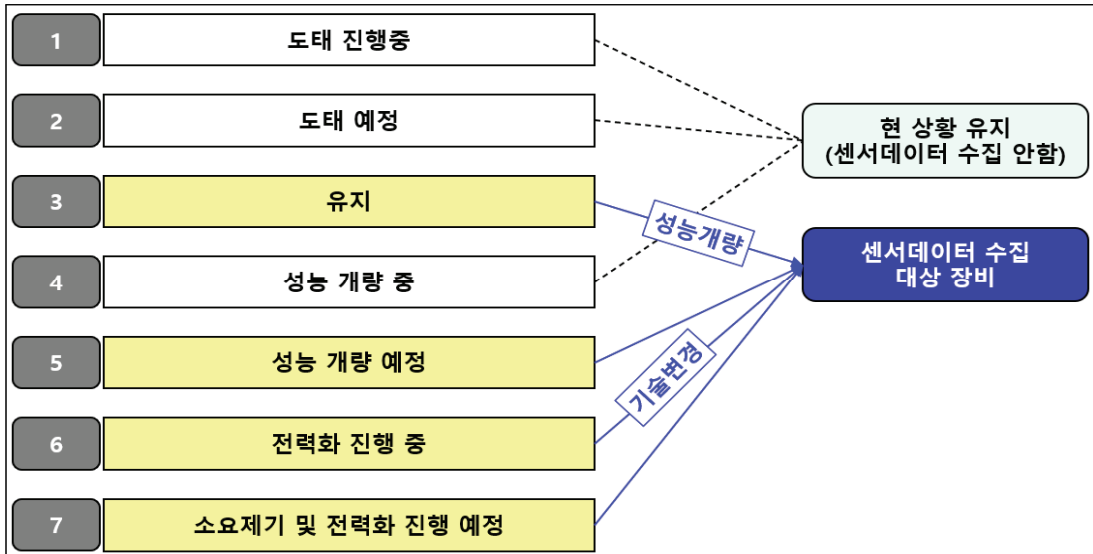 1
도태 진행중
2
도태 예정
3
유지
4
성능 개량 중
5
성능 개량 예정
6
전력화 진행 중
7
소요제기 및 전력화 진행 예정
성능개량
기술변경
현 상황 유지
(센서데이터 수집 안함)
센서데이터 수집
대상 장비